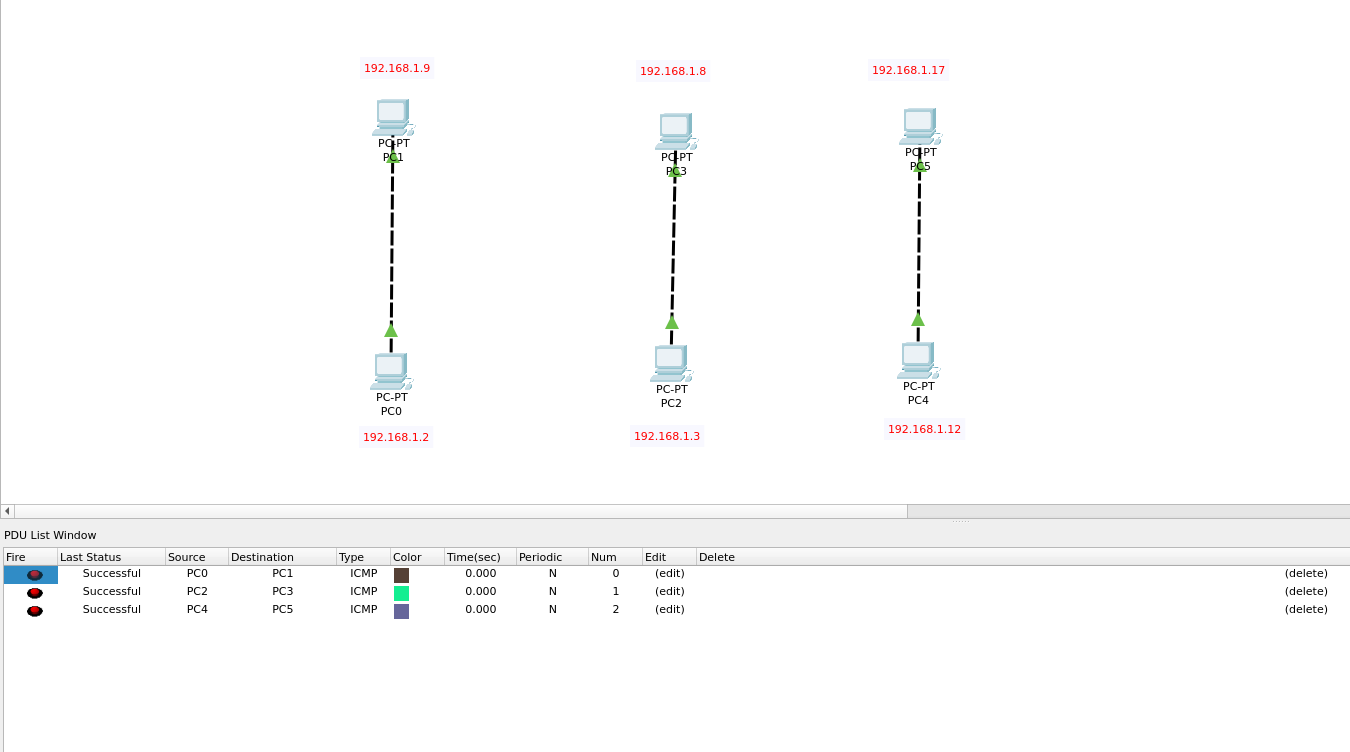 192.168.1.9
192.168.1.8
192.168.1.17
PC-PT
PC1
PC-PT
PC3
PC-PT
PC5
PC-PT
PC0
PC-PT
PC2
PC-PT
PC4
192.168.1.2
192.168.1.3
192.168.1.12
PDU List Window
Fire Last Status Source Destination Type Color Time(sec) Periodic Num Edit Delete
Successful PC0 PC1 ICMP 0.000 N 0 (edit) (delete)
Successful PC2 PC3 ICMP 0.000 N 1 (edit) (delete)
Successful PC4 PC5 ICMP 0.000 N 2 (edit) (delete)